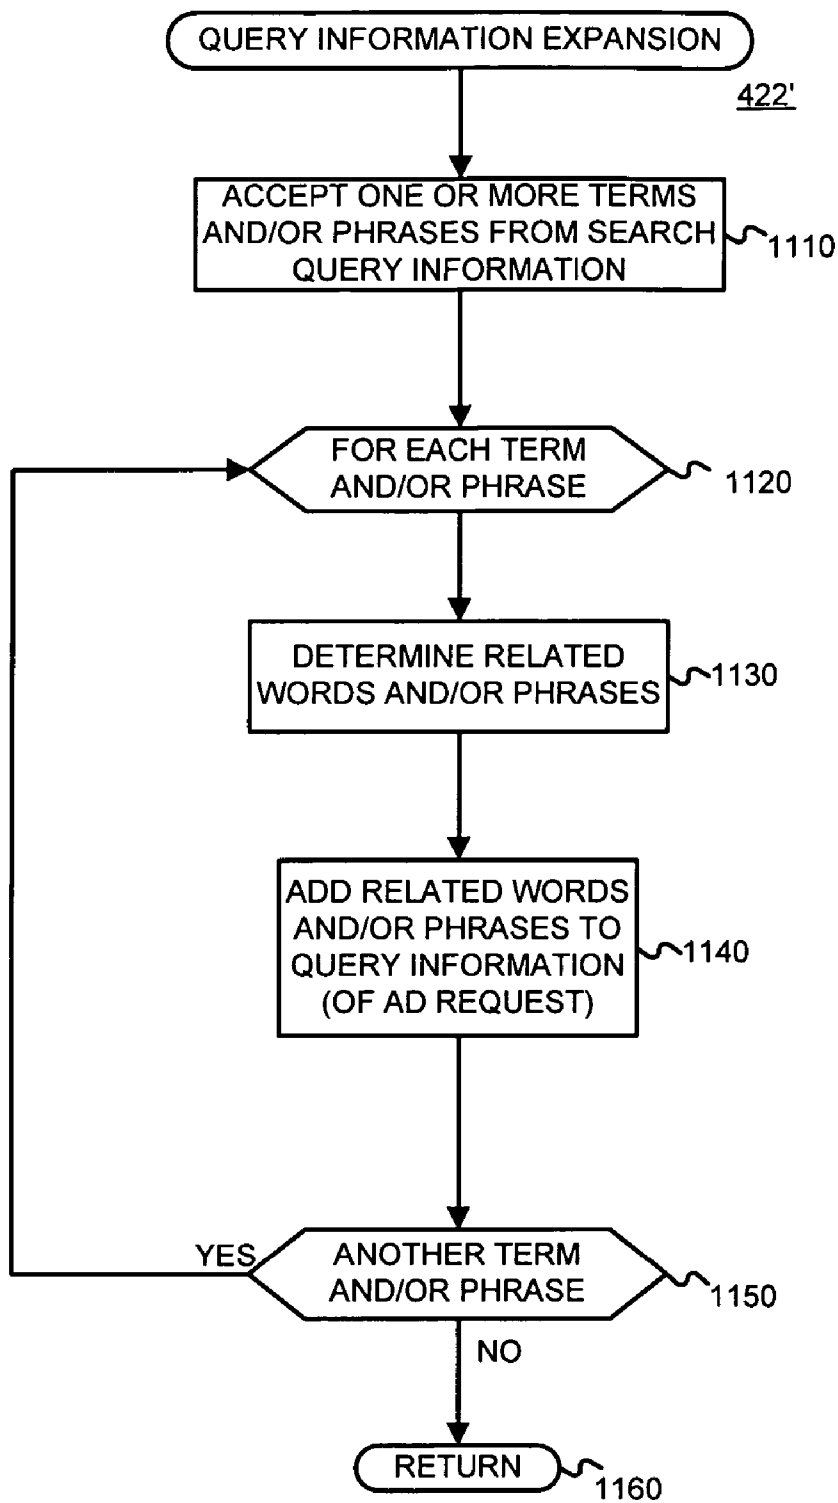 QUERY INFORMATION EXPANSION
422'
ACCEPT ONE OR MORE TERMS
AND/OR PHRASES FROM SEARCH
QUERY INFORMATION
1110
FOR EACH TERM
AND/OR PHRASE
1120
DETERMINE RELATED
WORDS AND/OR PHRASES
1130
ADD RELATED WORDS
AND/OR PHRASES TO
QUERY INFORMATION
(OF AD REQUEST)
1140
YES
ANOTHER TERM
AND/OR PHRASE
1150
NO
RETURN
1160